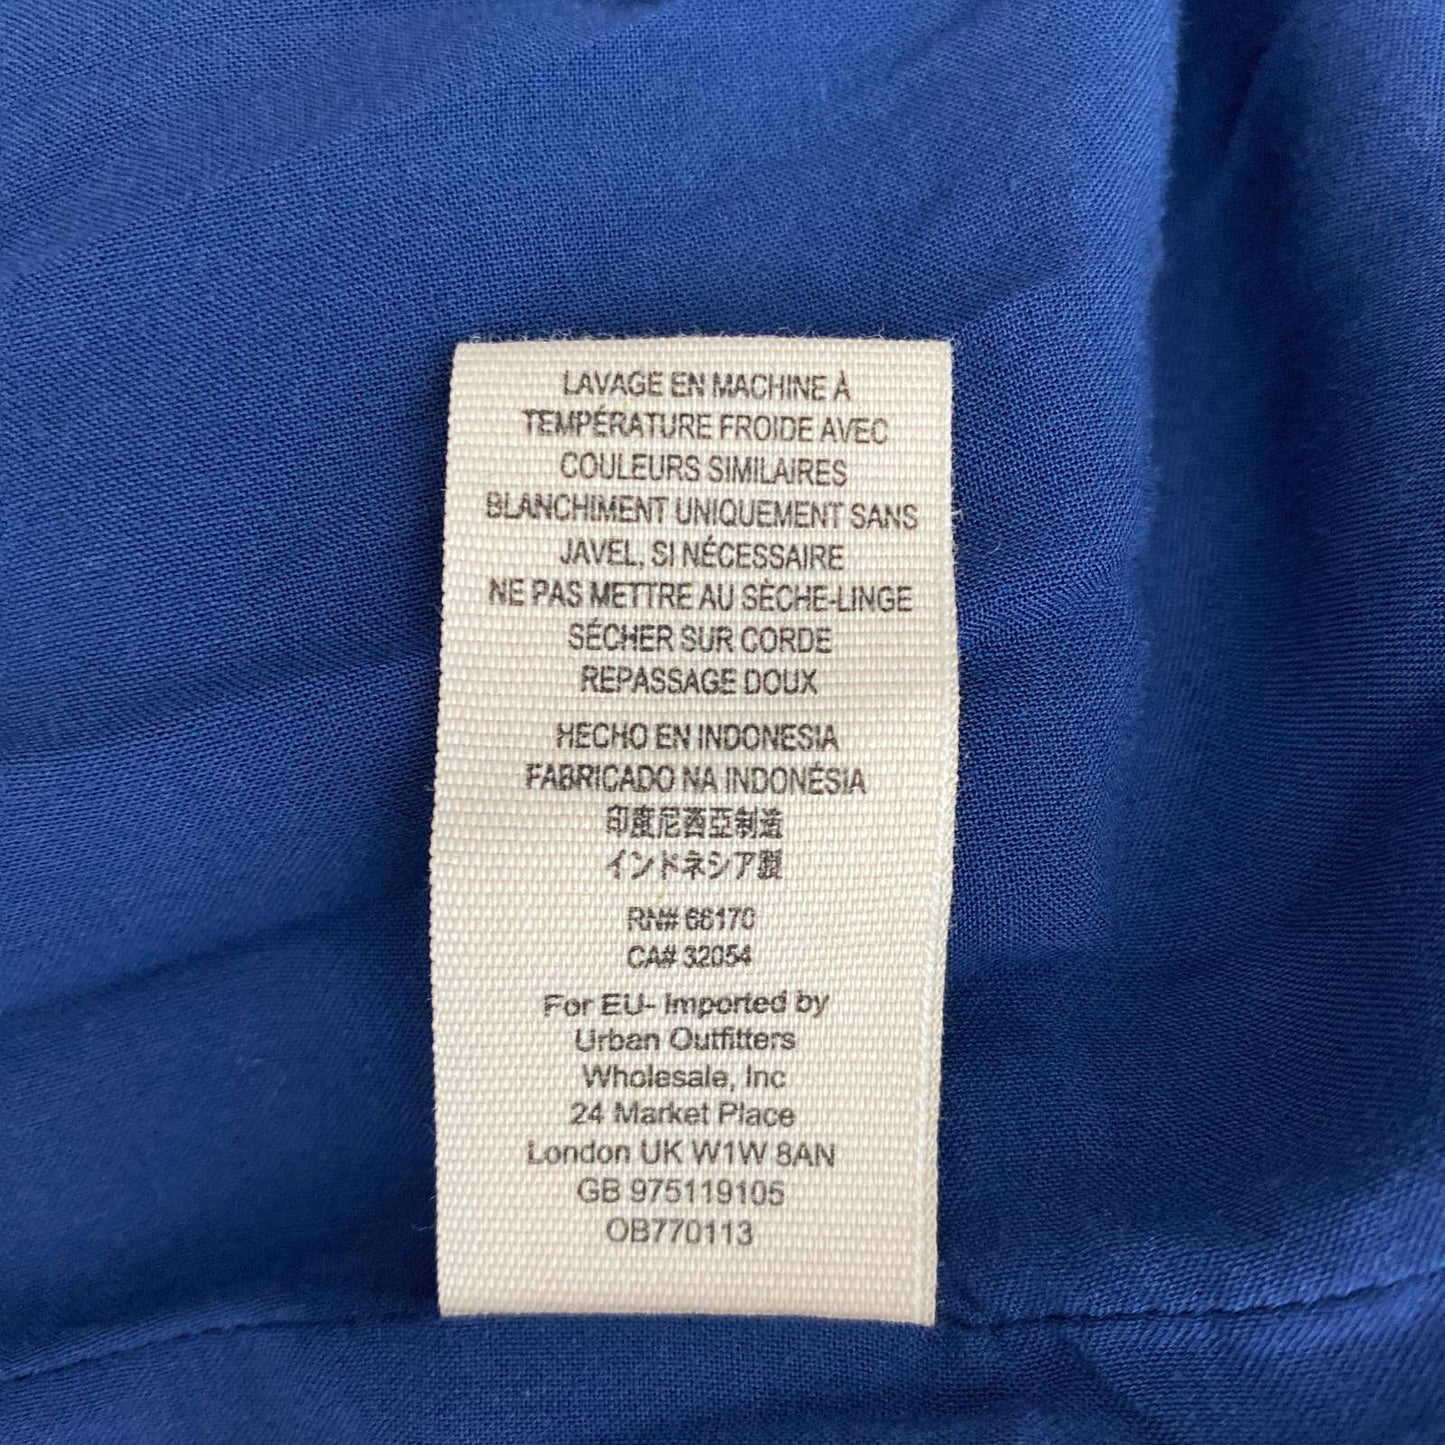 LAVAGE EN MACHINE À
TEMPÉRATURE FROIDE AVEC
COULEURS SIMILAIRES
BLANCHIMENT UNIQUEMENT SANS
JAVEL, SI NÉCESSAIRE
NE PAS METTRE AU SÈCHE-LINGE
SÉCHER SUR CORDE
REPASSAGE DOUX
HECHO EN INDONESIA
FABRICADO NA INDONÉSIA
印度尼西亞制造
インドネシア製
RN# 66170
CA# 32054
For EU- Imported by
Urban Outfitters
Wholesale, Inc
24 Market Place
London UK W1W 8AN
GB 975119105
OB770113